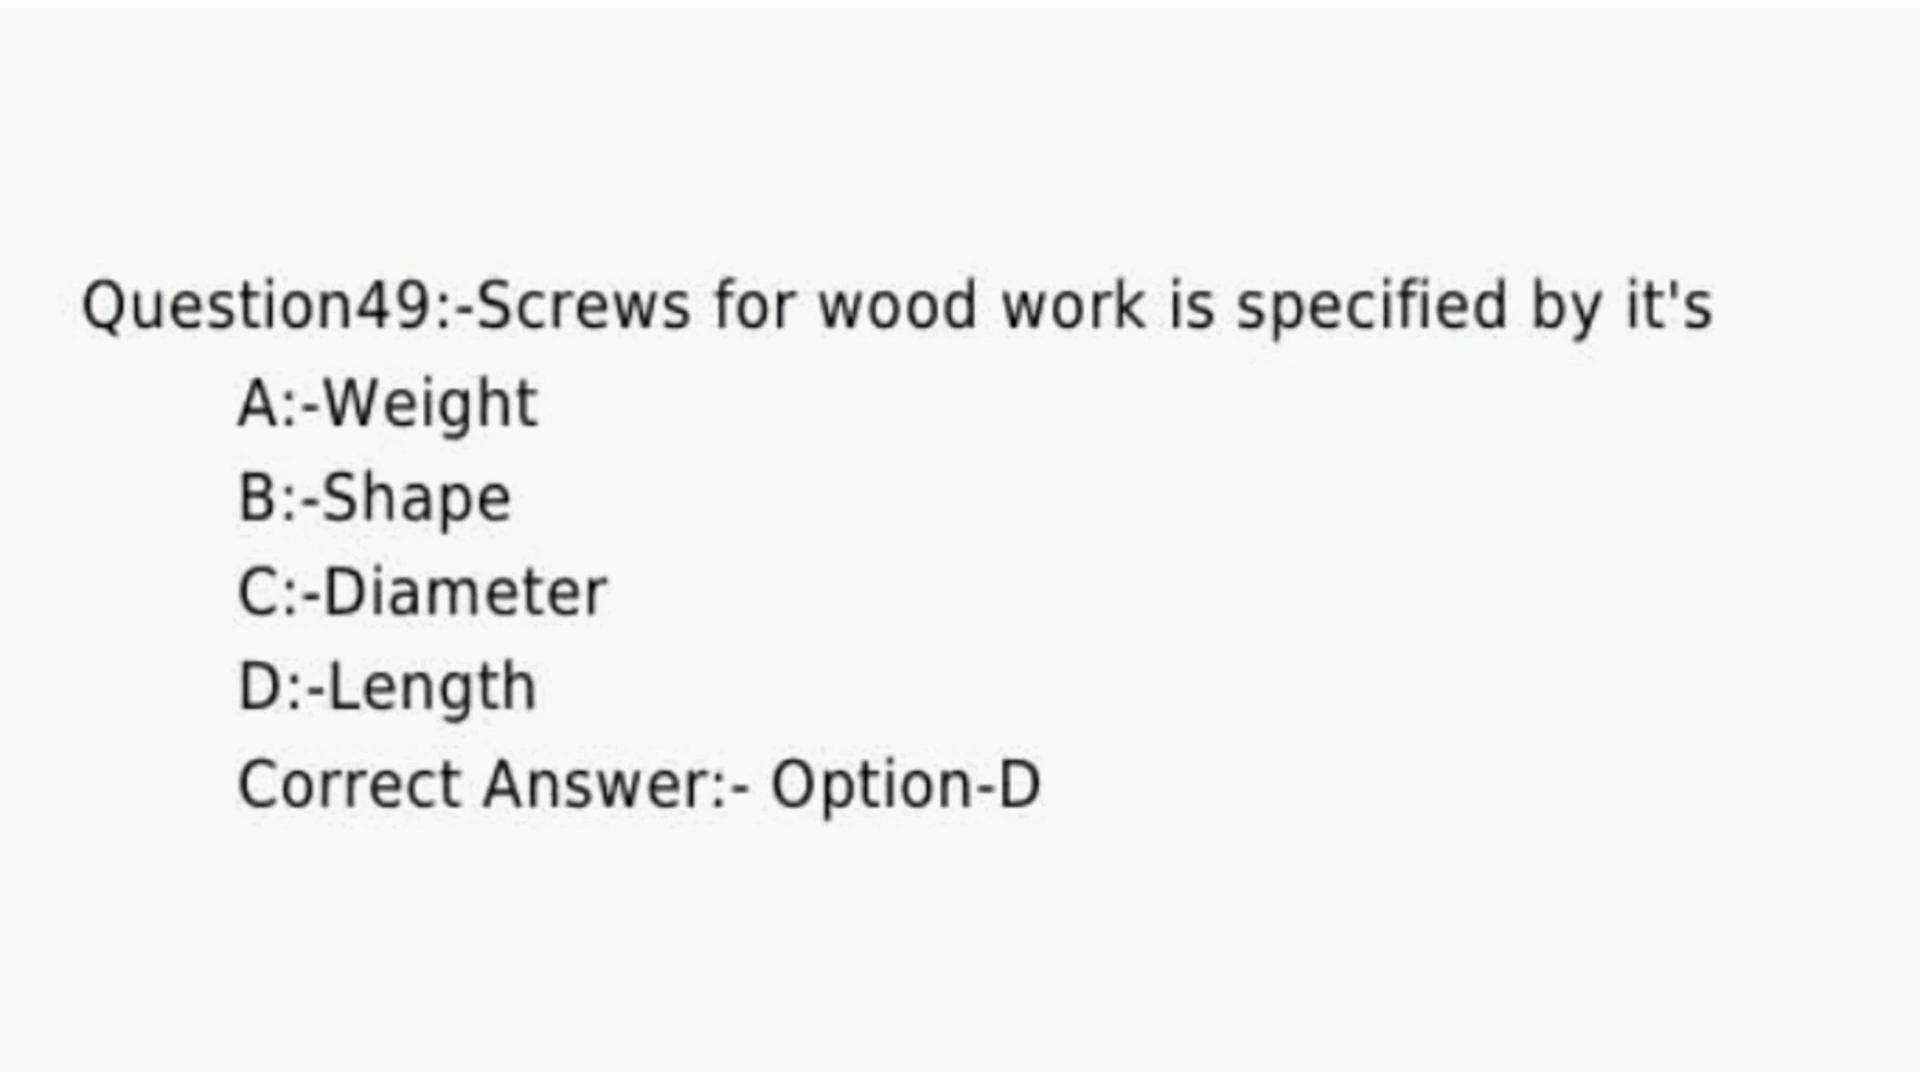 Question49:-Screws for wood work is specified by it's
A:-Weight
B:-Shape
C:-Diameter
D:-Length
Correct Answer:- Option-D